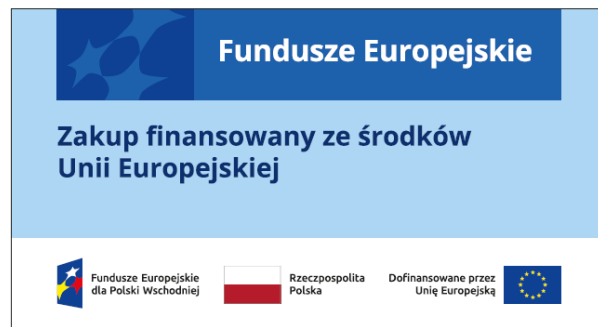 Fundusze Europejskie
Zakup finansowany ze środków
Unii Europejskiej
Fundusze Europejskie
dla Polski Wschodniej
Rzeczpospolita
Polska
Dofinansowane przez
Unię Europejską